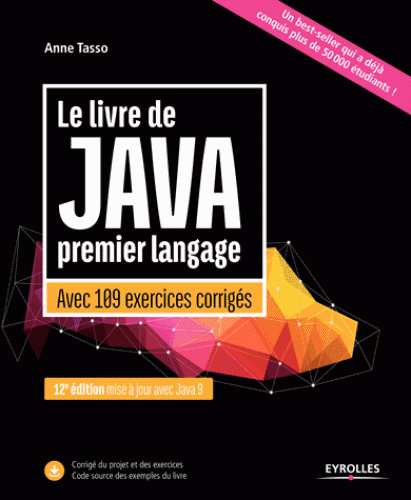 Anne Tasso
Un best-seller qui a déjà
conquis plus de 50 000 étudiants !
Le livre de
JAVA
premier langage
Avec 109 exercices corrigés
12e édition mise à jour avec Java 9
Corrigé du projet et des exercices
Code source des exemples du livre
EYROLLES